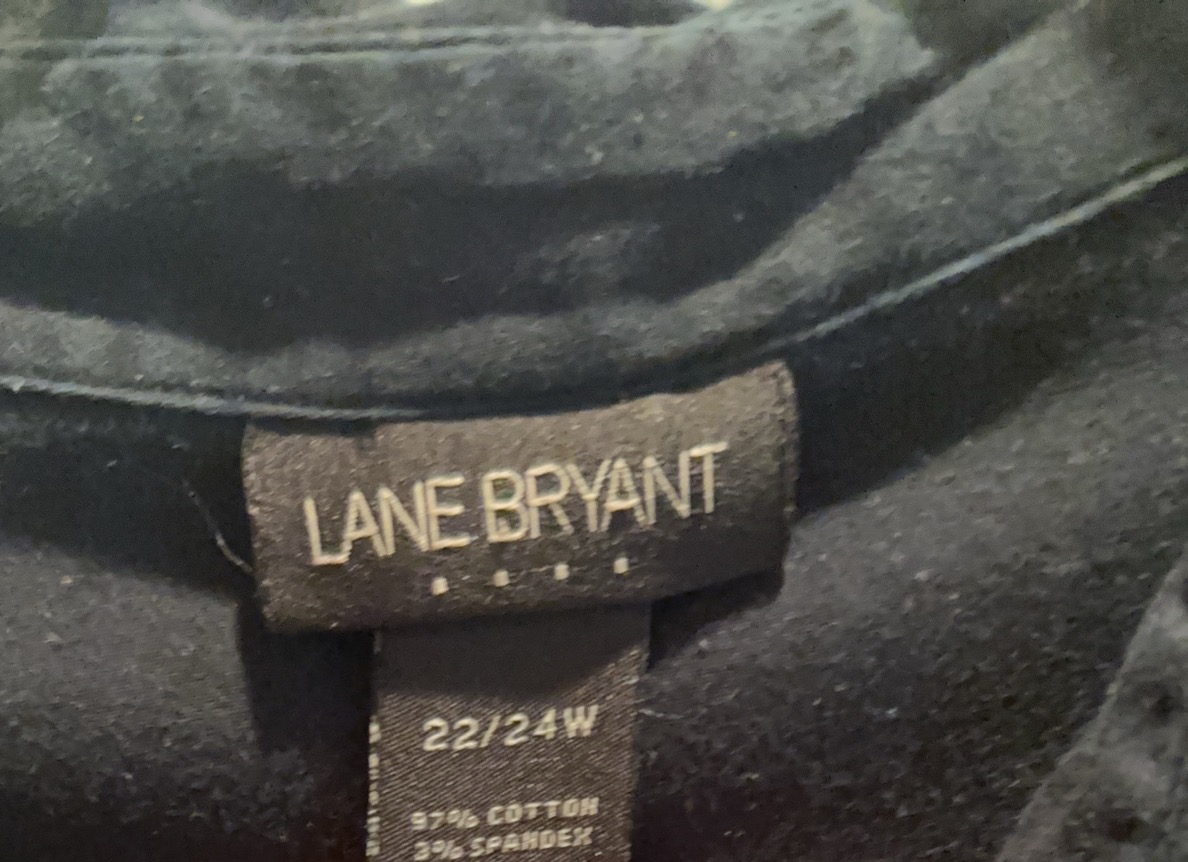 LANE BRYANT
22/24W
97% COTTON
3% SPANDEX